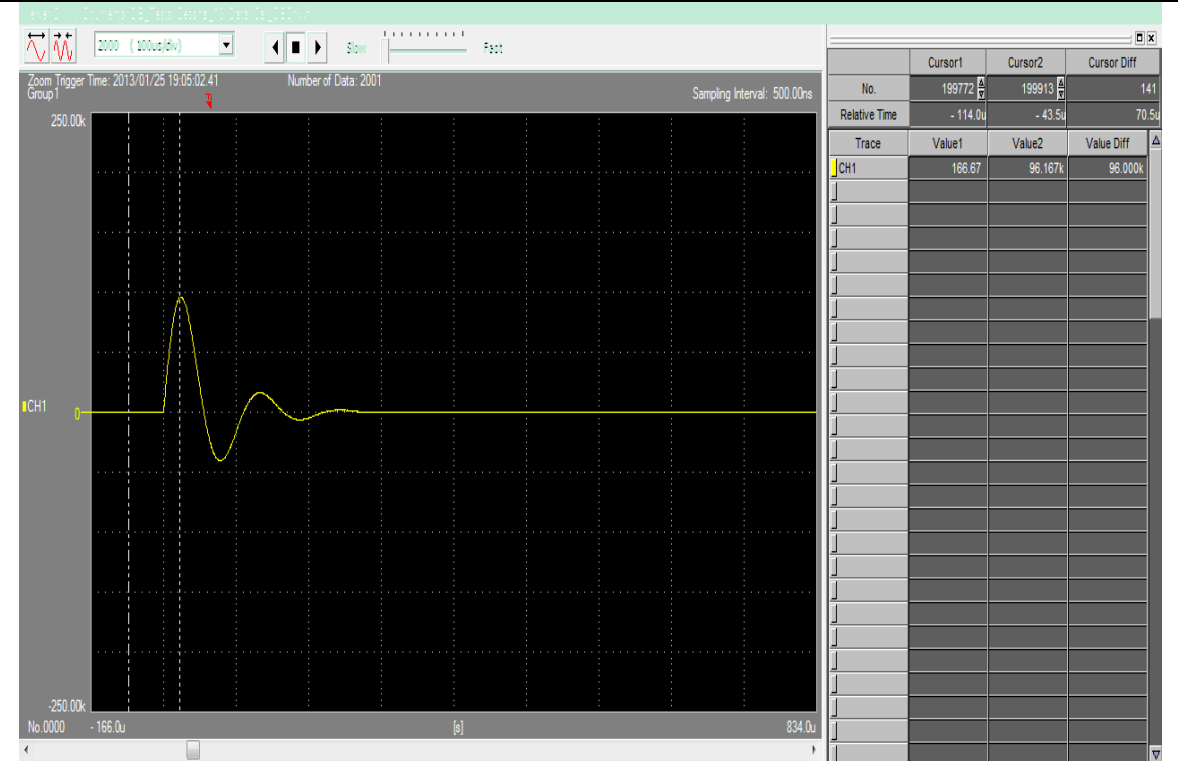 2000 (100us/div)
Slow
Fast
Zoom Trigger Time: 2013/01/25 19:05:02.41
Number of Data: 2001
Group1
Sampling Interval: 500.00ns
250.00k
CH1
0
-250.00k
No.0000
-166.0u
[s]
834.0u
Cursor1 Cursor2 Cursor Diff
No. 199772 199913 141
Relative Time - 114.0u - 43.5u 70.5u
Trace Value1 Value2 Value Diff
CH1 166.67 96.167k 96.000k